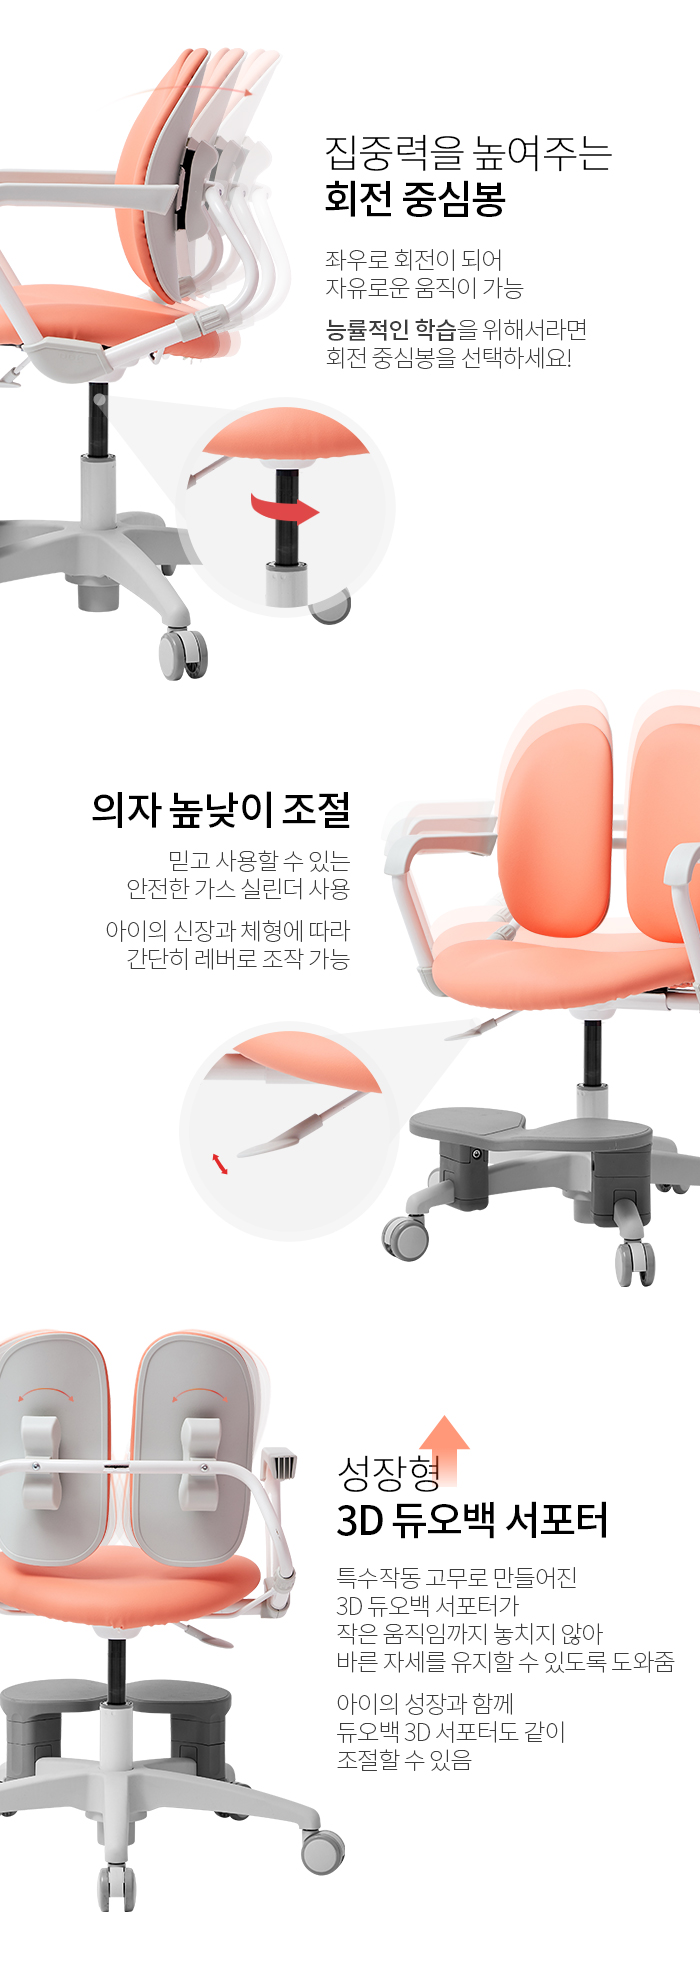 집중력을 높여주는
회전 중심봉
좌우로 회전이 되어
자유로운 움직이 가능
능률적인 학습을 위해서라면
회전 중심봉을 선택하세요!
의자 높낮이 조절
믿고 사용할 수 있는
안전한 가스 실린더 사용
아이의 신장과 체형에 따라
간단히 레버로 조작 가능
성장형
3D 듀오백 서포터
특수작동 고무로 만들어진
3D 듀오백 서포터가
작은 움직임까지 놓치지 않아
바른 자세를 유지할 수 있도록 도와줌
아이의 성장과 함께
듀오백 3D 서포터도 같이
조절할 수 있음